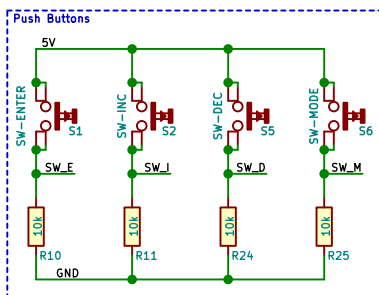 Push Buttons
5V
SW-ENTER
S1
SW-INC
S2
SW-DEC
S5
SW-MODE
S6
SW_E
SW_I
SW_D
SW_M
10k
R10
10k
R11
10k
R24
10k
R25
GND